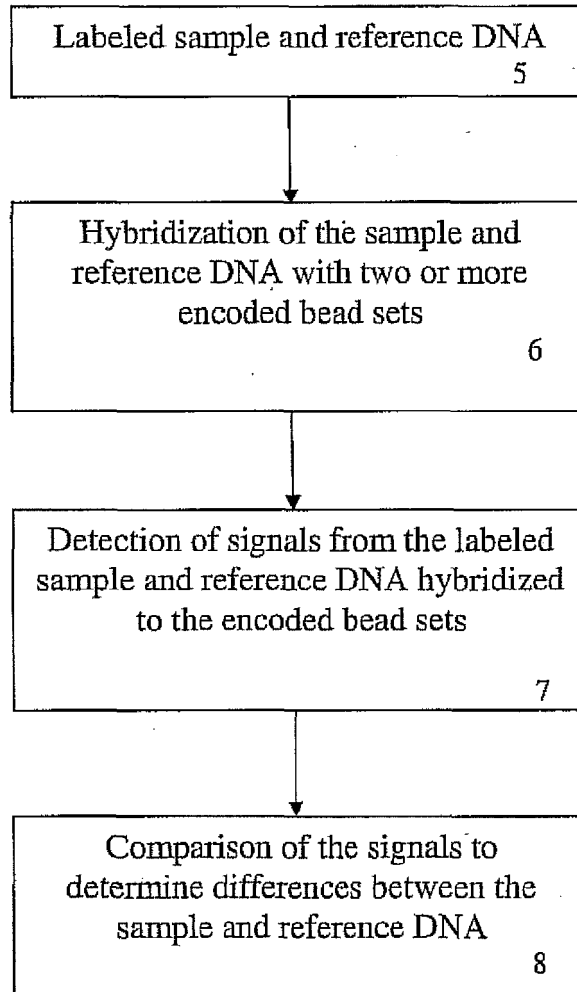 Labeled sample and reference DNA
5
Hybridization of the sample and
reference DNA with two or more
encoded bead sets
6
Detection of signals from the labeled
sample and reference DNA hybridized
to the encoded bead sets
7
Comparison of the signals to
determine differences between the
sample and reference DNA
8